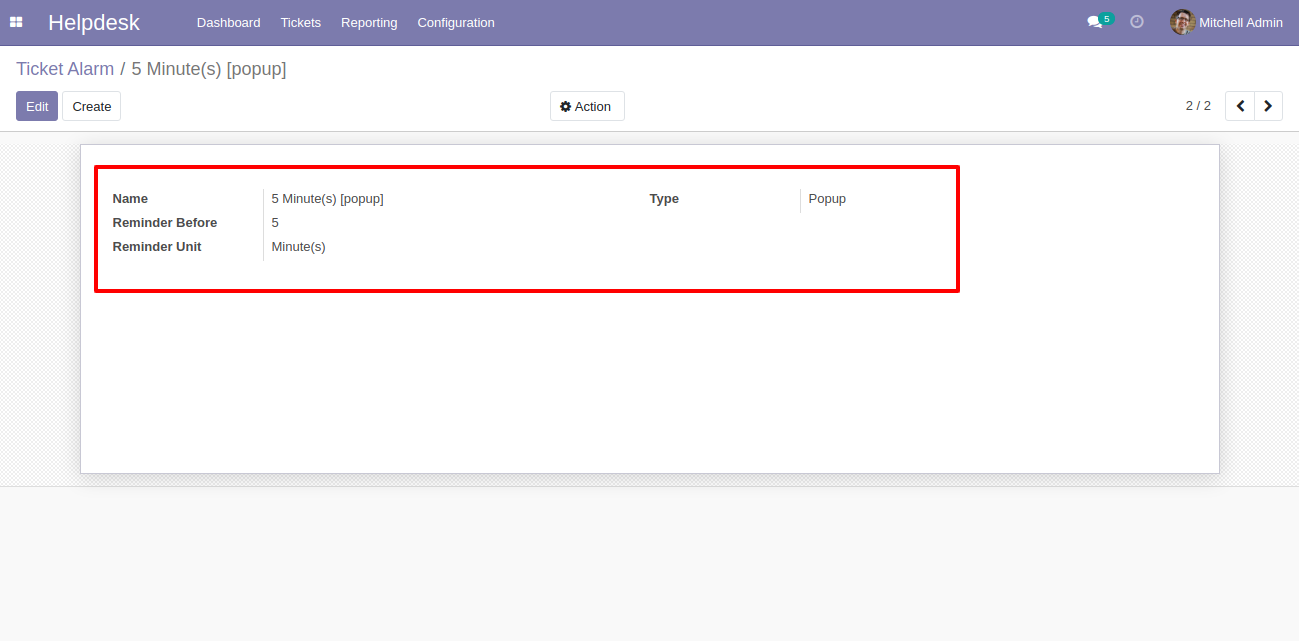 Helpdesk Dashboard Tickets Reporting Configuration 5 Mitchell Admin
Ticket Alarm / 5 Minute(s) [popup]
Edit Create Action 2 / 2
Name 5 Minute(s) [popup] Type Popup
Reminder Before 5
Reminder Unit Minute(s)